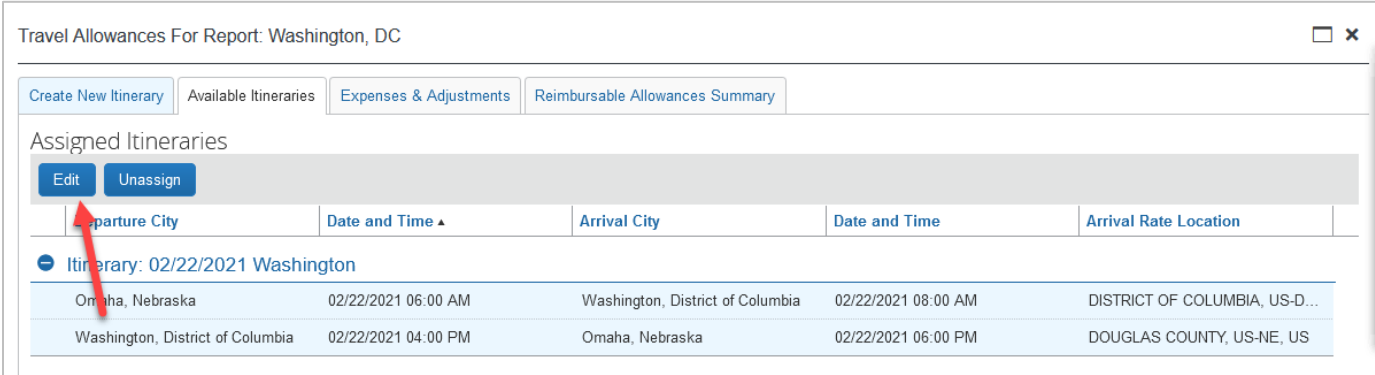 Travel Allowances For Report: Washington, DC
Create New Itinerary Available Itineraries Expenses & Adjustments Reimbursable Allowances Summary
Assigned Itineraries
Edit Unassign
Departure City Date and Time Arrival City Date and Time Arrival Rate Location
Itinerary: 02/22/2021 Washington
Omaha, Nebraska 02/22/2021 06:00 AM Washington, District of Columbia 02/22/2021 08:00 AM DISTRICT OF COLUMBIA, US-D...
Washington, District of Columbia 02/22/2021 04:00 PM Omaha, Nebraska 02/22/2021 06:00 PM DOUGLAS COUNTY, US-NE, US